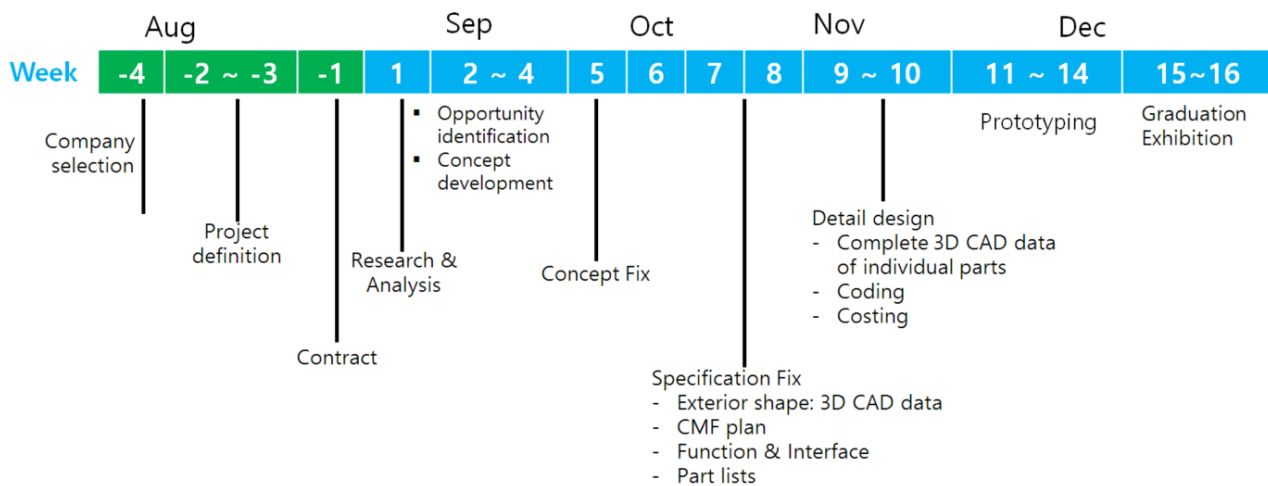 Aug
Sep
Oct
Nov
Dec
Week -4 -2 ~ -3 -1 1 2 ~ 4 5 6 7 8 9 ~ 10 11 ~ 14 15~16
Company
selection
Project
definition
Contract
Research &
Analysis
▪ Opportunity
identification
▪ Concept
development
Concept Fix
Specification Fix
- Exterior shape: 3D CAD data
- CMF plan
- Function & Interface
- Part lists
Detail design
- Complete 3D CAD data
of individual parts
- Coding
- Costing
Prototyping
Graduation
Exhibition